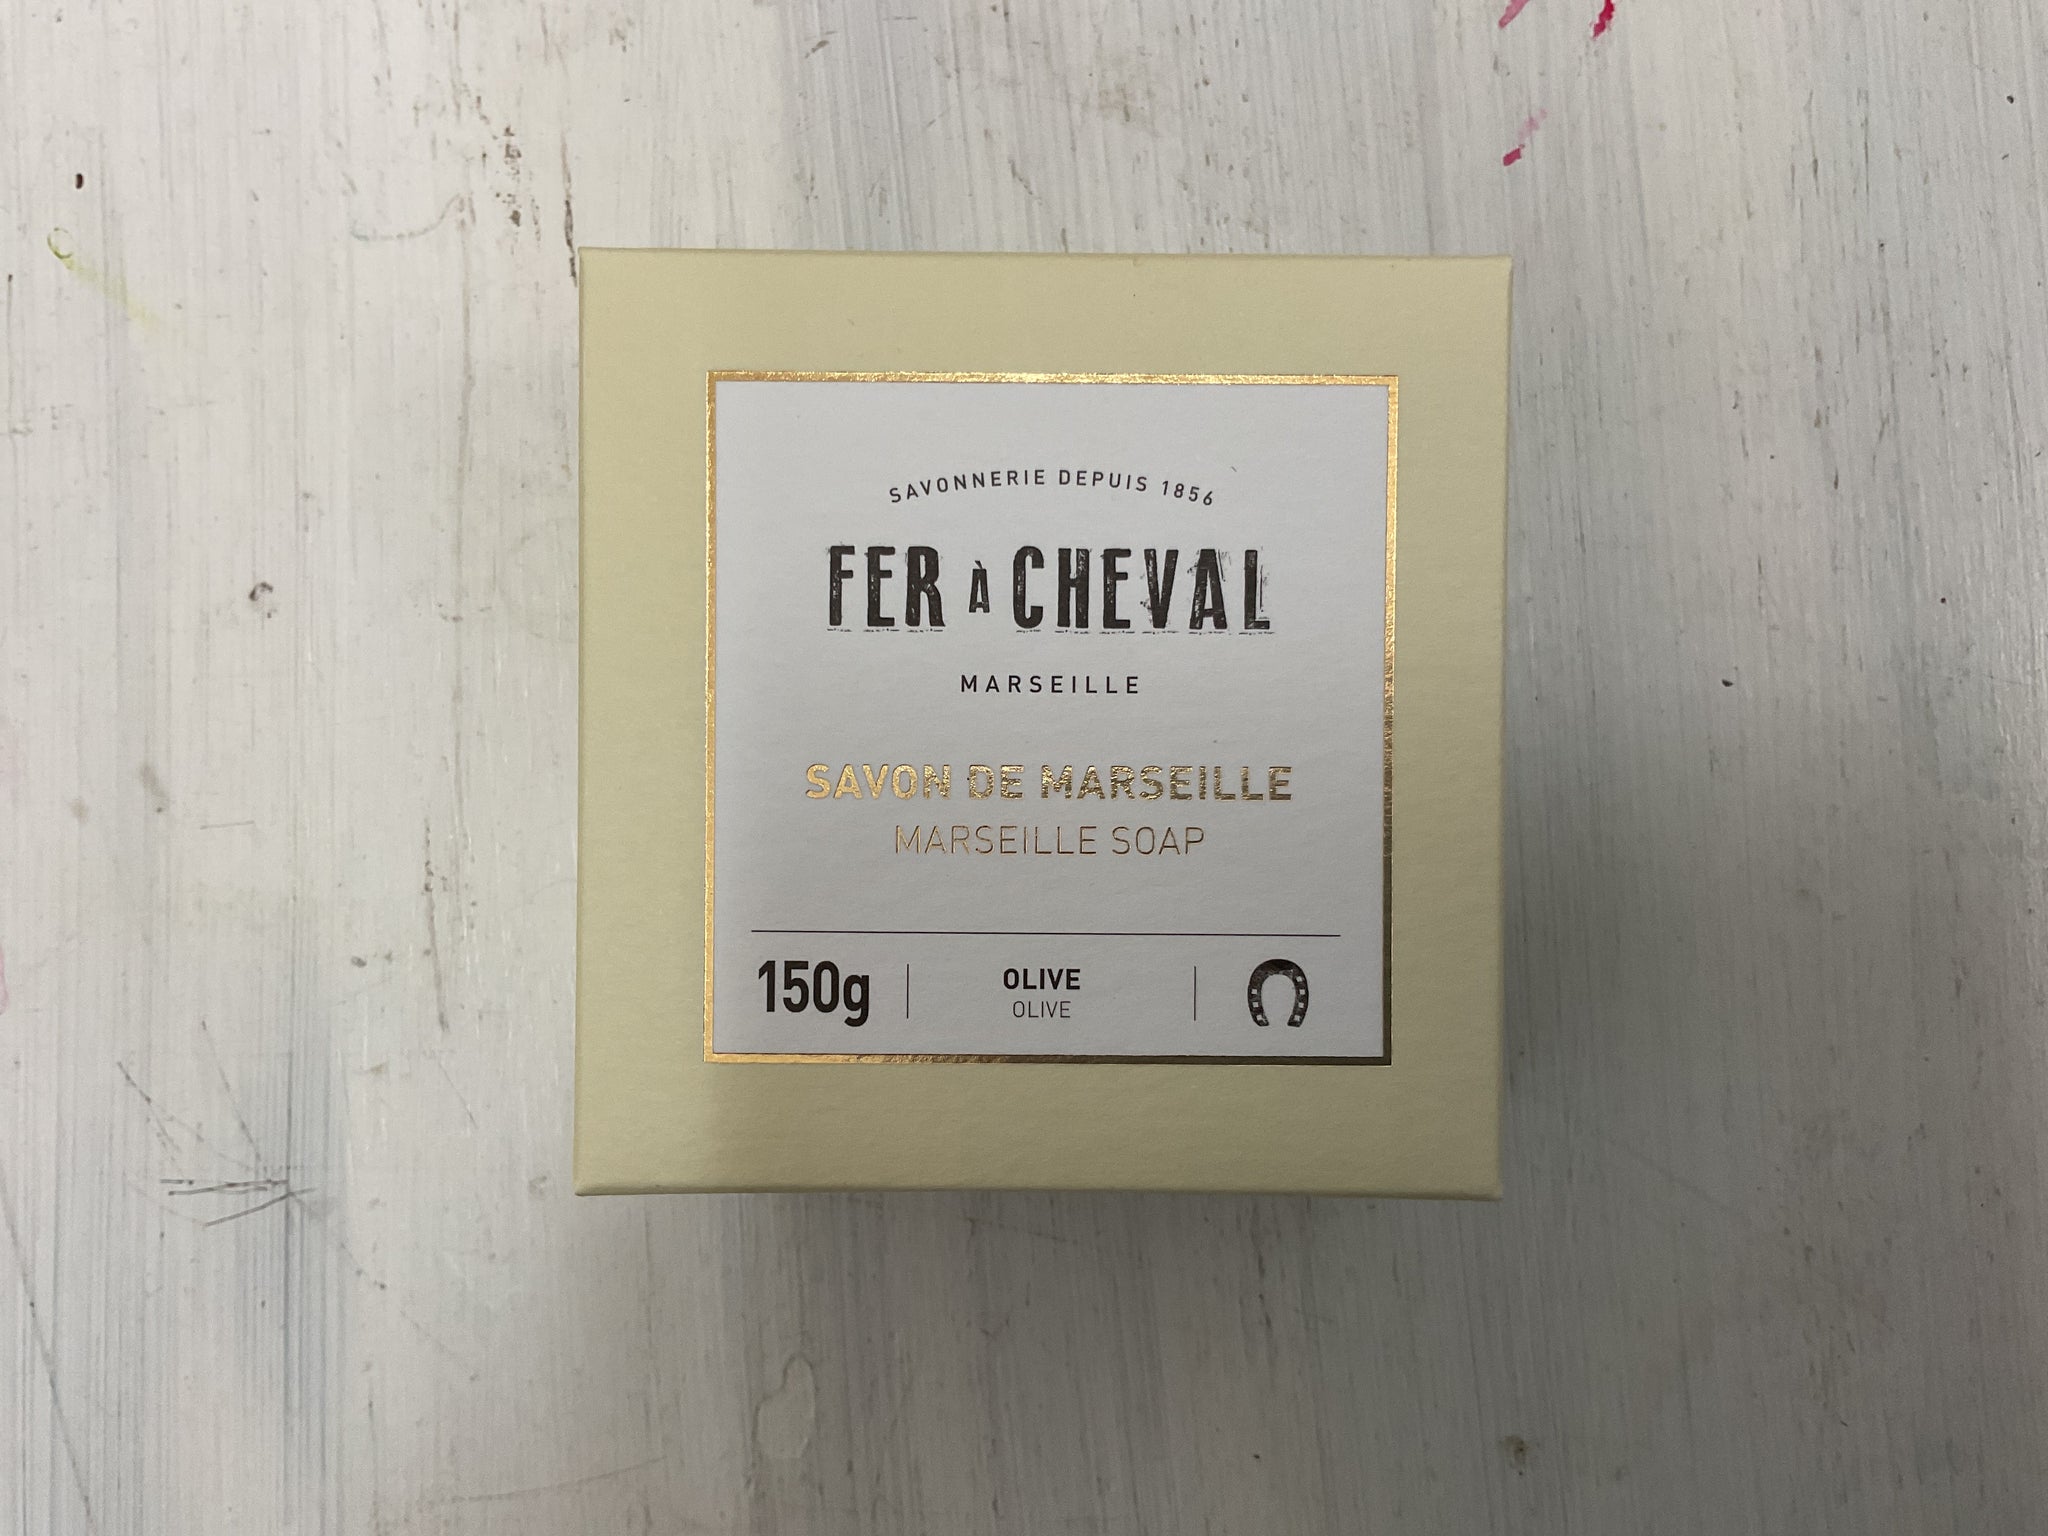 SAVONNERIE DEPUIS 1856
FER À CHEVAL
MARSEILLE
SAVON DE MARSEILLE
MARSEILLE SOAP
150g
OLIVE
OLIVE